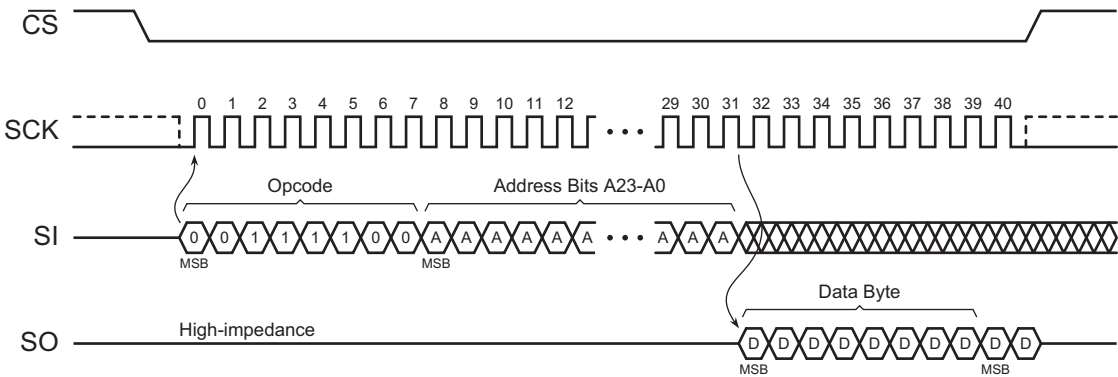 CS
0 1 2 3 4 5 6 7 8 9 10 11 12 29 30 31 32 33 34 35 36 37 38 39 40
SCK
Opcode Address Bits A23-A0
SI 0 0 1 1 1 1 0 0 A A A A A A A A A
MSB MSB
Data Byte
High-impedance
SO D D D D D D D D D D
MSB MSB